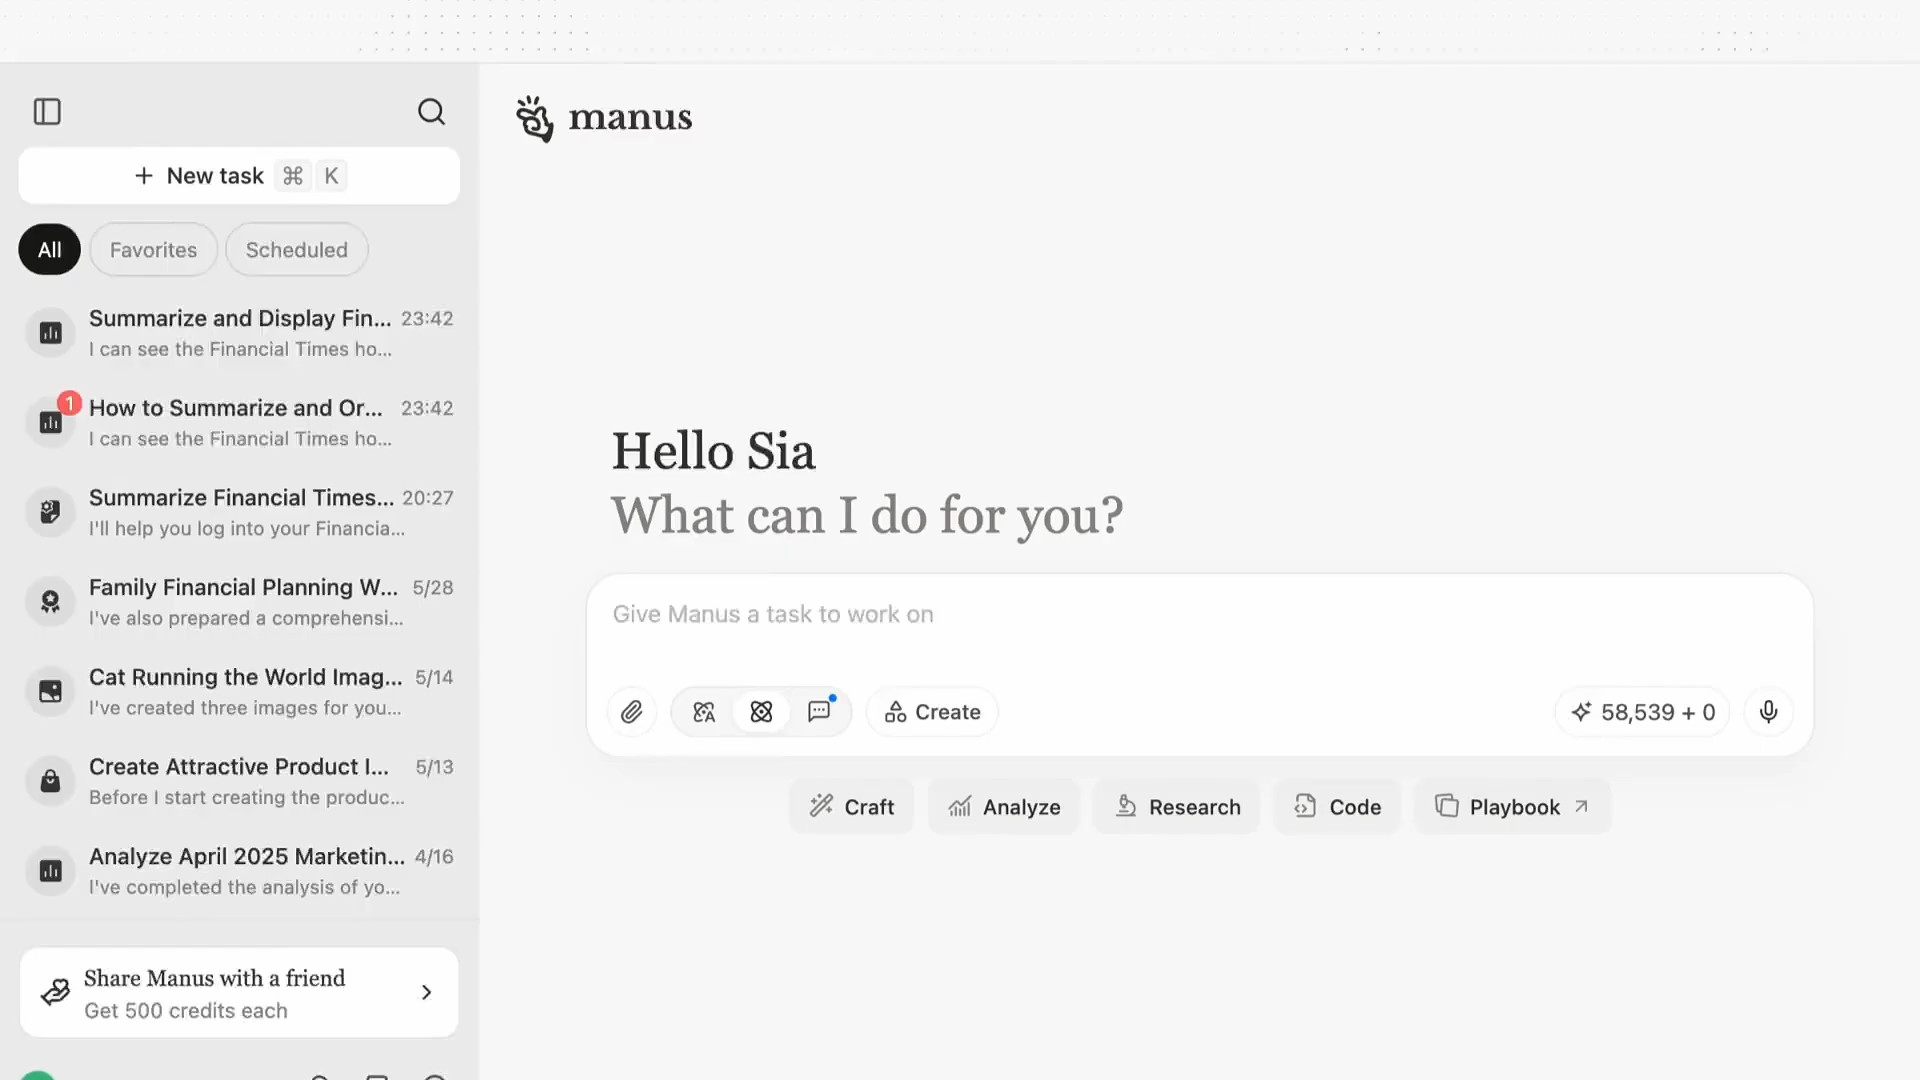 manus
New task ⌘ K
All
Favorites
Scheduled
Summarize and Display Fin... 23:42
I can see the Financial Times ho...
1
How to Summarize and Or... 23:42
I can see the Financial Times ho...
Summarize Financial Times... 20:27
I'll help you log into your Financia...
Family Financial Planning W... 5/28
I've also prepared a comprehensi...
Cat Running the World Imag... 5/14
I've created three images for you...
Create Attractive Product I... 5/13
Before I start creating the produc...
Analyze April 2025 Marketin... 4/16
I've completed the analysis of yo...
Share Manus with a friend
Get 500 credits each
Hello Sia
What can I do for you?
Give Manus a task to work on
Create
58,539 + 0
Craft
Analyze
Research
Code
Playbook